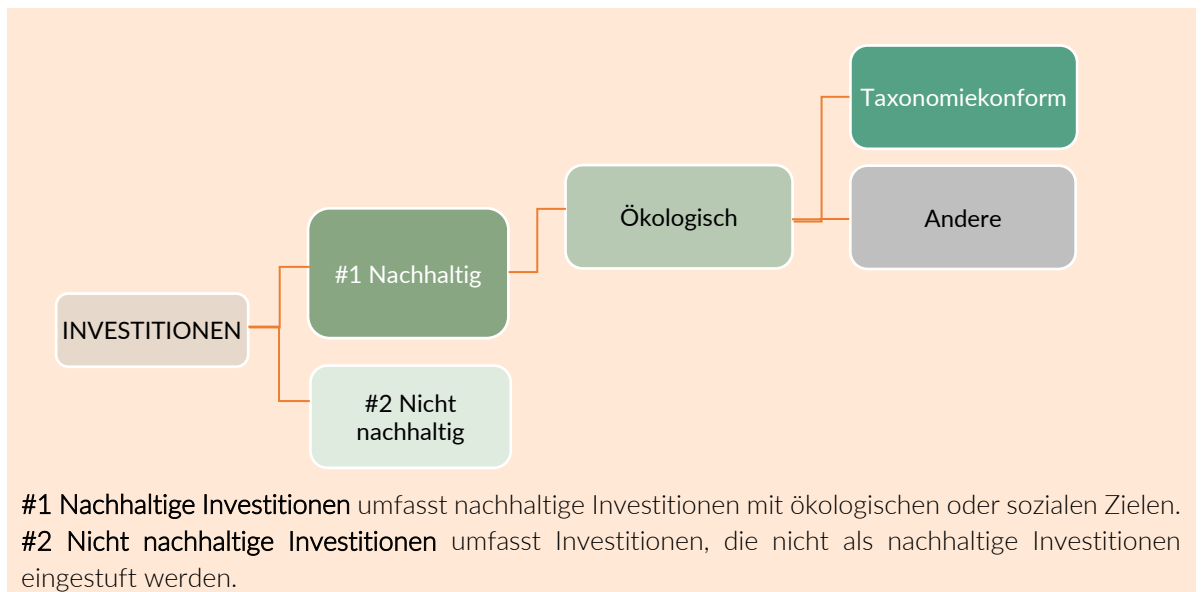 Taxonomiekonform
Ökologisch
Andere
#1 Nachhaltig
INVESTITIONEN
#2 Nicht
nachhaltig
#1 Nachhaltige Investitionen umfasst nachhaltige Investitionen mit ökologischen oder sozialen Zielen.
#2 Nicht nachhaltige Investitionen umfasst Investitionen, die nicht als nachhaltige Investitionen
eingestuft werden.